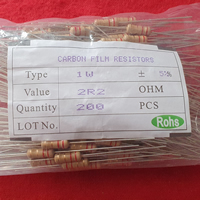 CARBON FILM RESISTORS
Type 1W ± 5%
Value 2R2 OHM
Quantity 200 PCS
LOT No. Rohs